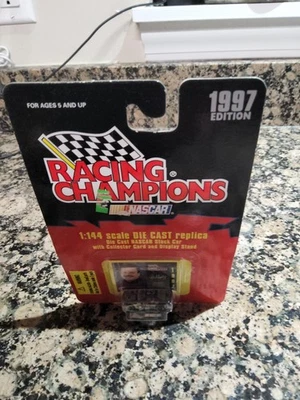 FOR AGES 5 AND UP
1997
EDITION
RACING
CHAMPIONS
NASCAR
1:144 scale DIE CAST replica
Die Cast NASCAR Stock Car
with Collector Card and Display Stand